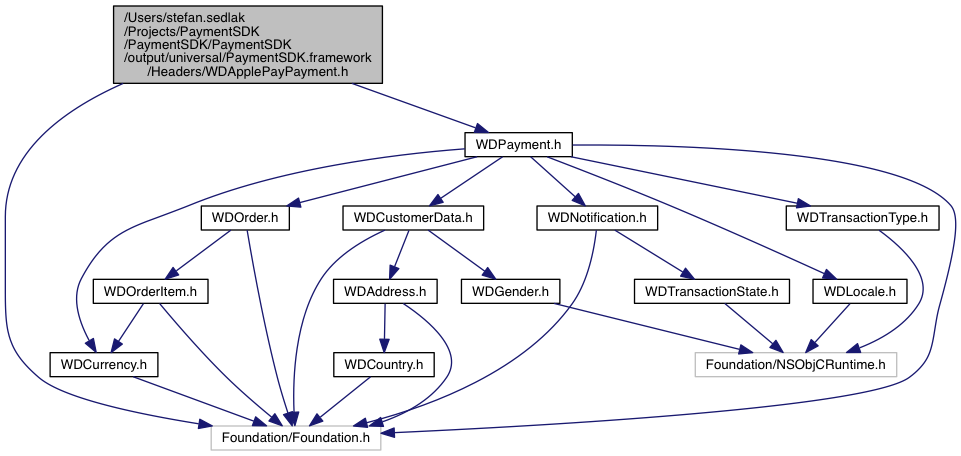 /Users/stefan.sedlak
/Projects/PaymentSDK
/PaymentSDK/PaymentSDK
/output/universal/PaymentSDK.framework
/Headers/WDApplePayPayment.h
WDPayment.h
WDOrder.h
WDCustomerData.h
WDNotification.h
WDTransactionType.h
WDOrderItem.h
WDAddress.h
WDGender.h
WDTransactionState.h
WDLocale.h
WDCurrency.h
WDCountry.h
Foundation/NSObjCRuntime.h
Foundation/Foundation.h